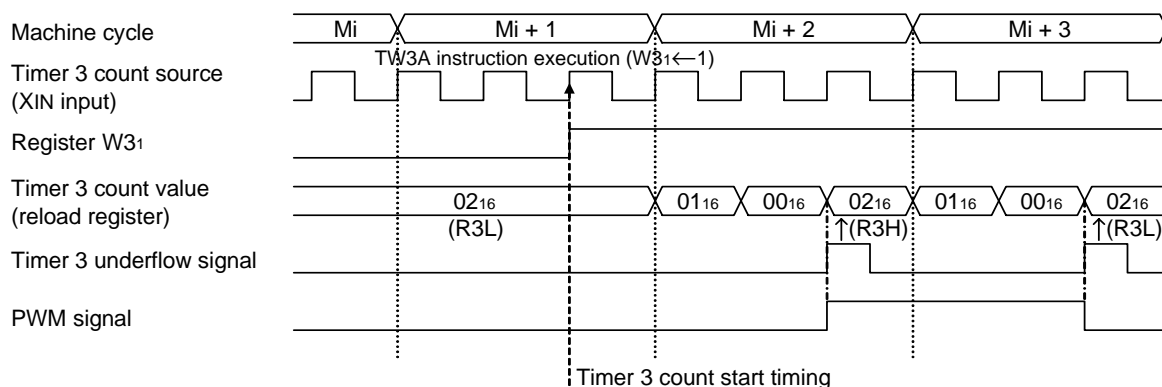 Machine cycle Mi Mi + 1 Mi + 2 Mi + 3
TW3A instruction execution (W31←1)
Timer 3 count source
(XIN input)
Register W31
Timer 3 count value
(reload register)
0216 0116 0016 0216 0116 0016 0216
(R3L) ↑(R3H) ↑(R3L)
Timer 3 underflow signal
PWM signal
Timer 3 count start timing